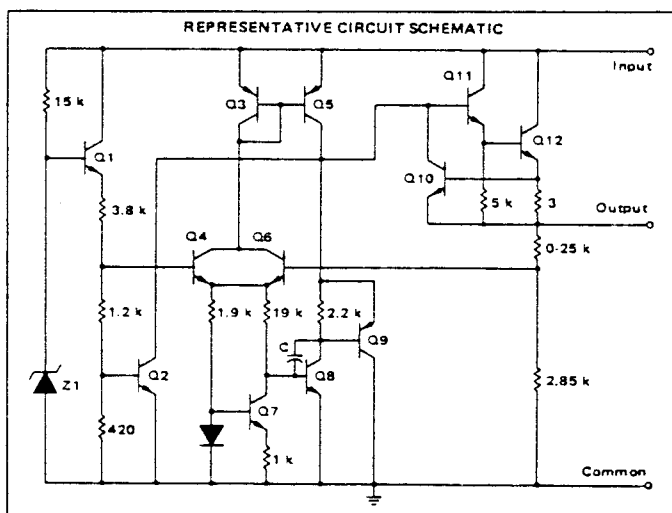 REPRESENTATIVE CIRCUIT SCHEMATIC
Input
Q11
Q3
Q5
15 k
Q12
Q1
Q10
5 k
3
Output
3.8 k
Q4
Q6
0-25 k
1.2 k
1.9 k
19 k
2.2 k
C
Q9
Z1
Q2
Q8
2.85 k
Q7
420
1 k
Common